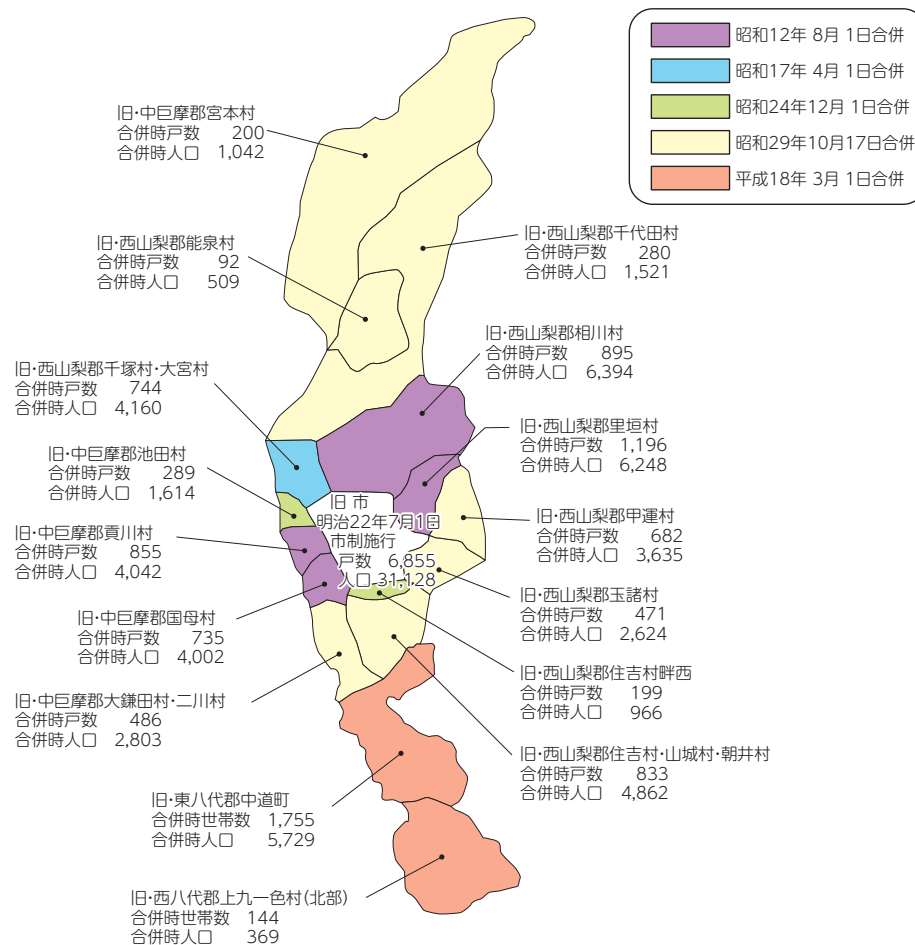 昭和12年 8月 1日合併
昭和17年 4月 1日合併
昭和24年12月 1日合併
昭和29年10月17日合併
平成18年 3月 1日合併
旧・中巨摩郡宮本村
合併時戸数 200
合併時人口 1,042
旧・西山梨郡能泉村
合併時戸数 92
合併時人口 509
旧・西山梨郡千代田村
合併時戸数 280
合併時人口 1,521
旧・西山梨郡相川村
合併時戸数 895
合併時人口 6,394
旧・西山梨郡千塚村・大宮村
合併時戸数 744
合併時人口 4,160
旧・西山梨郡里垣村
合併時戸数 1,196
合併時人口 6,248
旧・中巨摩郡池田村
合併時戸数 289
合併時人口 1,614
旧 市
明治22年7月1日
市制施行
戸数 6,855
人口 31,128
旧・西山梨郡甲運村
合併時戸数 682
合併時人口 3,635
旧・中巨摩郡貢川村
合併時戸数 855
合併時人口 4,042
旧・西山梨郡玉諸村
合併時戸数 471
合併時人口 2,624
旧・中巨摩郡国母村
合併時戸数 735
合併時人口 4,002
旧・西山梨郡住吉村畔西
合併時戸数 199
合併時人口 966
旧・中巨摩郡大鎌田村・二川村
合併時戸数 486
合併時人口 2,803
旧・西山梨郡住吉村・山城村・朝井村
合併時戸数 833
合併時人口 4,862
旧・東八代郡中道町
合併時世帯数 1,755
合併時人口 5,729
旧・西八代郡上九一色村(北部)
合併時世帯数 144
合併時人口 369